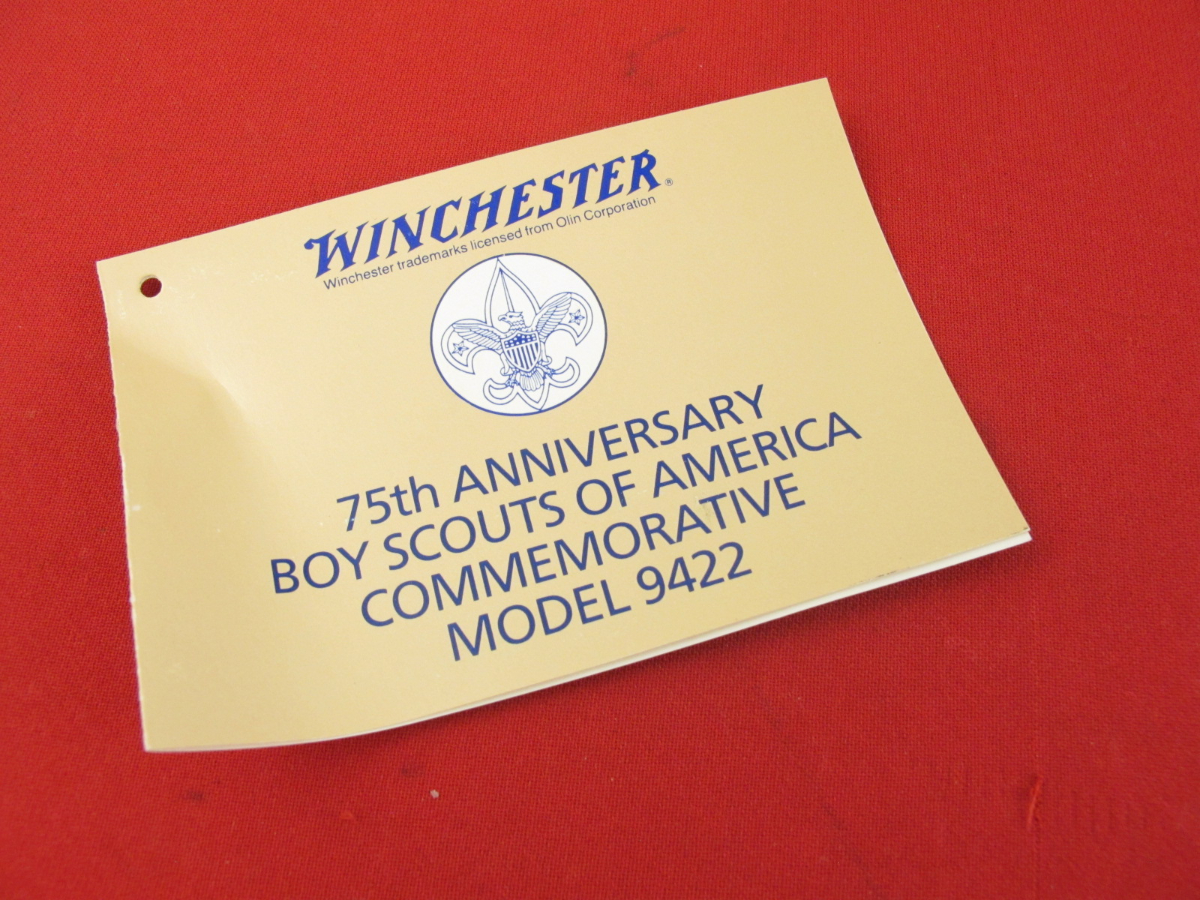 WINCHESTER®
Winchester trademarks licensed from Olin Corporation
75th ANNIVERSARY
BOY SCOUTS OF AMERICA
COMMEMORATIVE
MODEL 9422